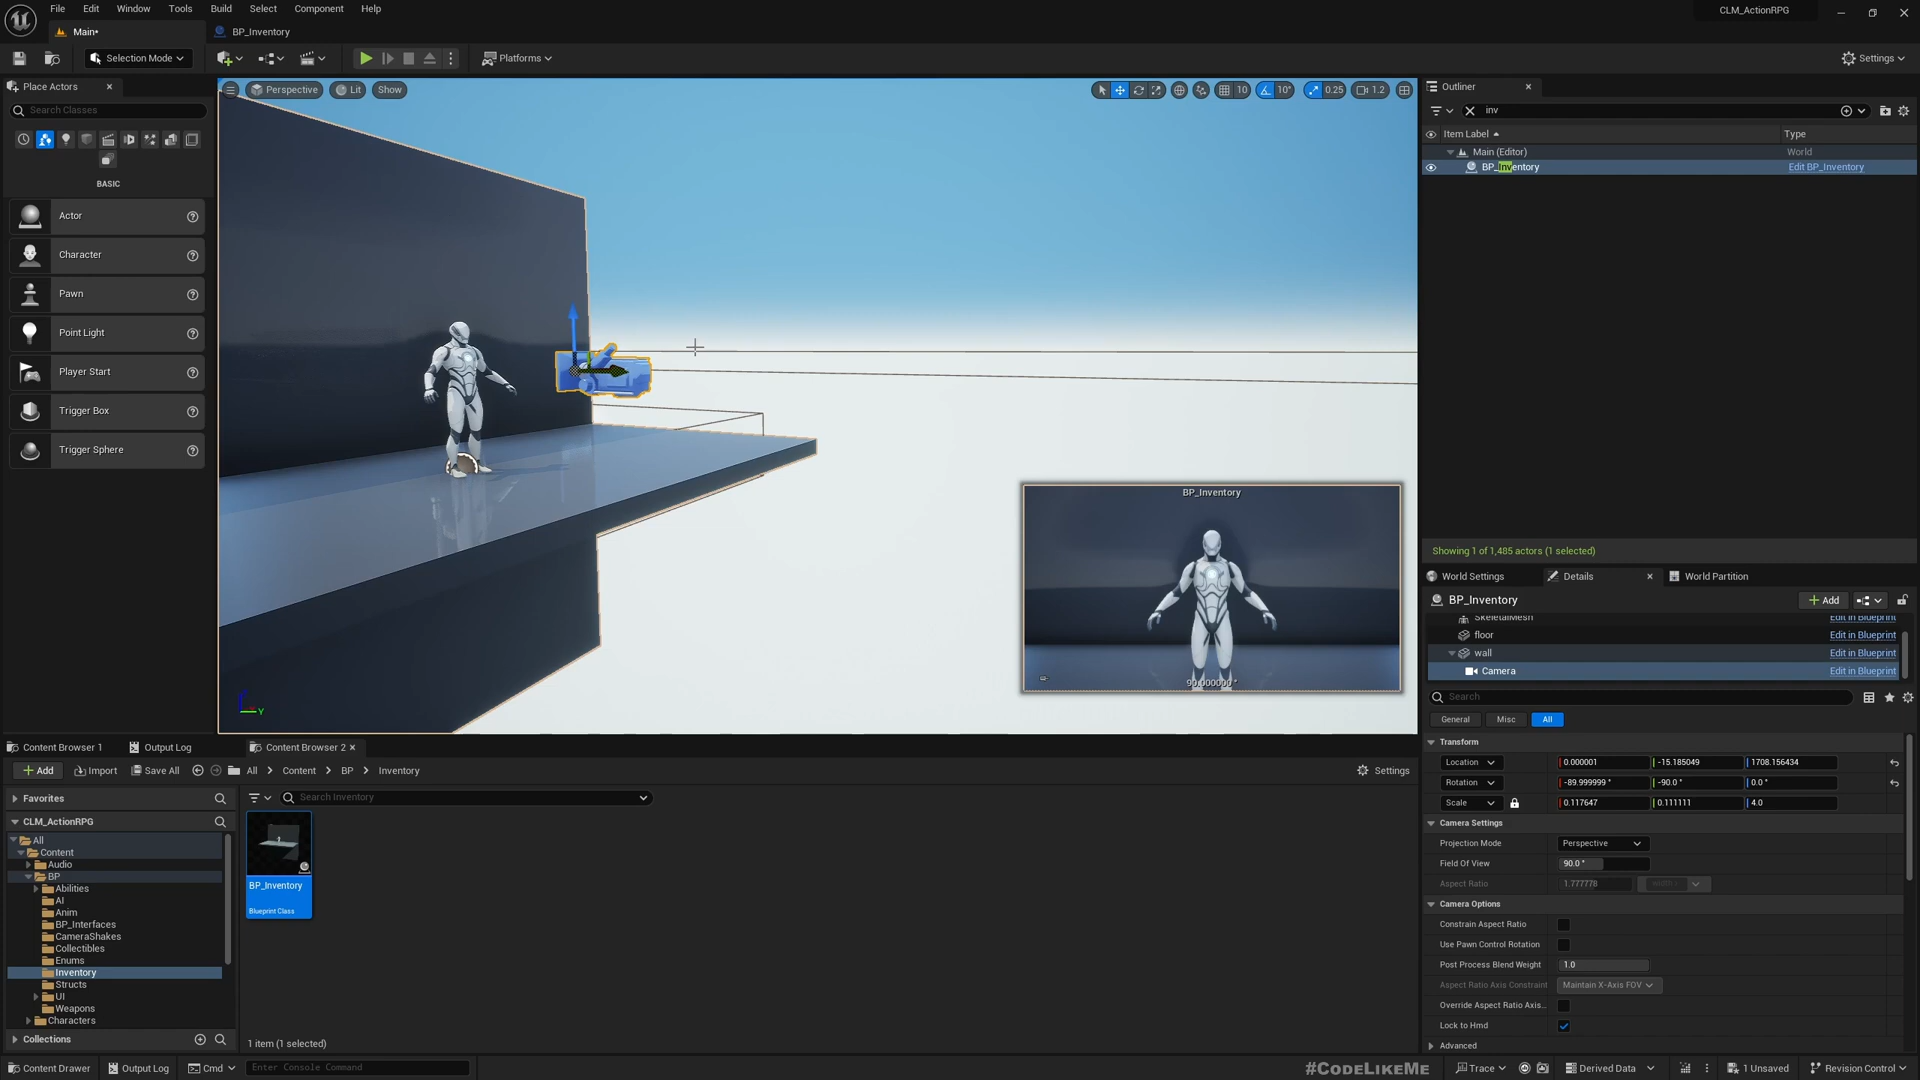 File Edit Window Tools Build Select Component Help
CLM_ActionRPG
Main•
BP_Inventory
Selection Mode
Platforms
Settings
Place Actors
Search Classes
BASIC
Actor
Character
Pawn
Point Light
Player Start
Trigger Box
Trigger Sphere
Perspective
Lit
Show
10
10°
0.25
1.2
BP_Inventory
90.000000 °
Outliner
inv
Item Label
Type
Main (Editor)
World
BP_Inventory
Edit BP_Inventory
Showing 1 of 1,485 actors (1 selected)
World Settings
Details
World Partition
BP_Inventory
Add
SkeletalMesh
Edit in Blueprint
floor
Edit in Blueprint
wall
Edit in Blueprint
Camera
Edit in Blueprint
Search
General
Misc
All
Transform
Location 0.000001 -15.185049 1708.156434
Rotation -89.999999 ° -90.0 ° 0.0 °
Scale 0.117647 0.111111 4.0
Camera Settings
Projection Mode Perspective
Field Of View 90.0 °
Aspect Ratio 1.777778
Camera Options
Constrain Aspect Ratio
Use Pawn Control Rotation
Post Process Blend Weight 1.0
Aspect Ratio Axis Constraint Maintain X-Axis FOV
Override Aspect Ratio Axis...
Lock to Hmd
Advanced
Content Browser 1
Output Log
Content Browser 2
Add
Import
Save All
All
Content
BP
Inventory
Settings
Favorites
CLM_ActionRPG
All
Content
Audio
BP
Abilities
AI
Anim
BP_Interfaces
CameraShakes
Collectibles
Enums
Inventory
Structs
UI
Weapons
Characters
Collections
Search Inventory
BP_Inventory
Blueprint Class
1 item (1 selected)
Content Drawer
Output Log
Cmd
Enter Console Command
#CODELIKEME
Trace
Derived Data
1 Unsaved
Revision Control